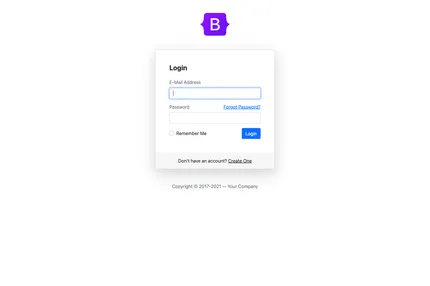 B
Login
E-Mail Address
Password Forgot Password?
Remember Me Login
Don't have an account? Create One
Copyright © 2017-2021 — Your Company